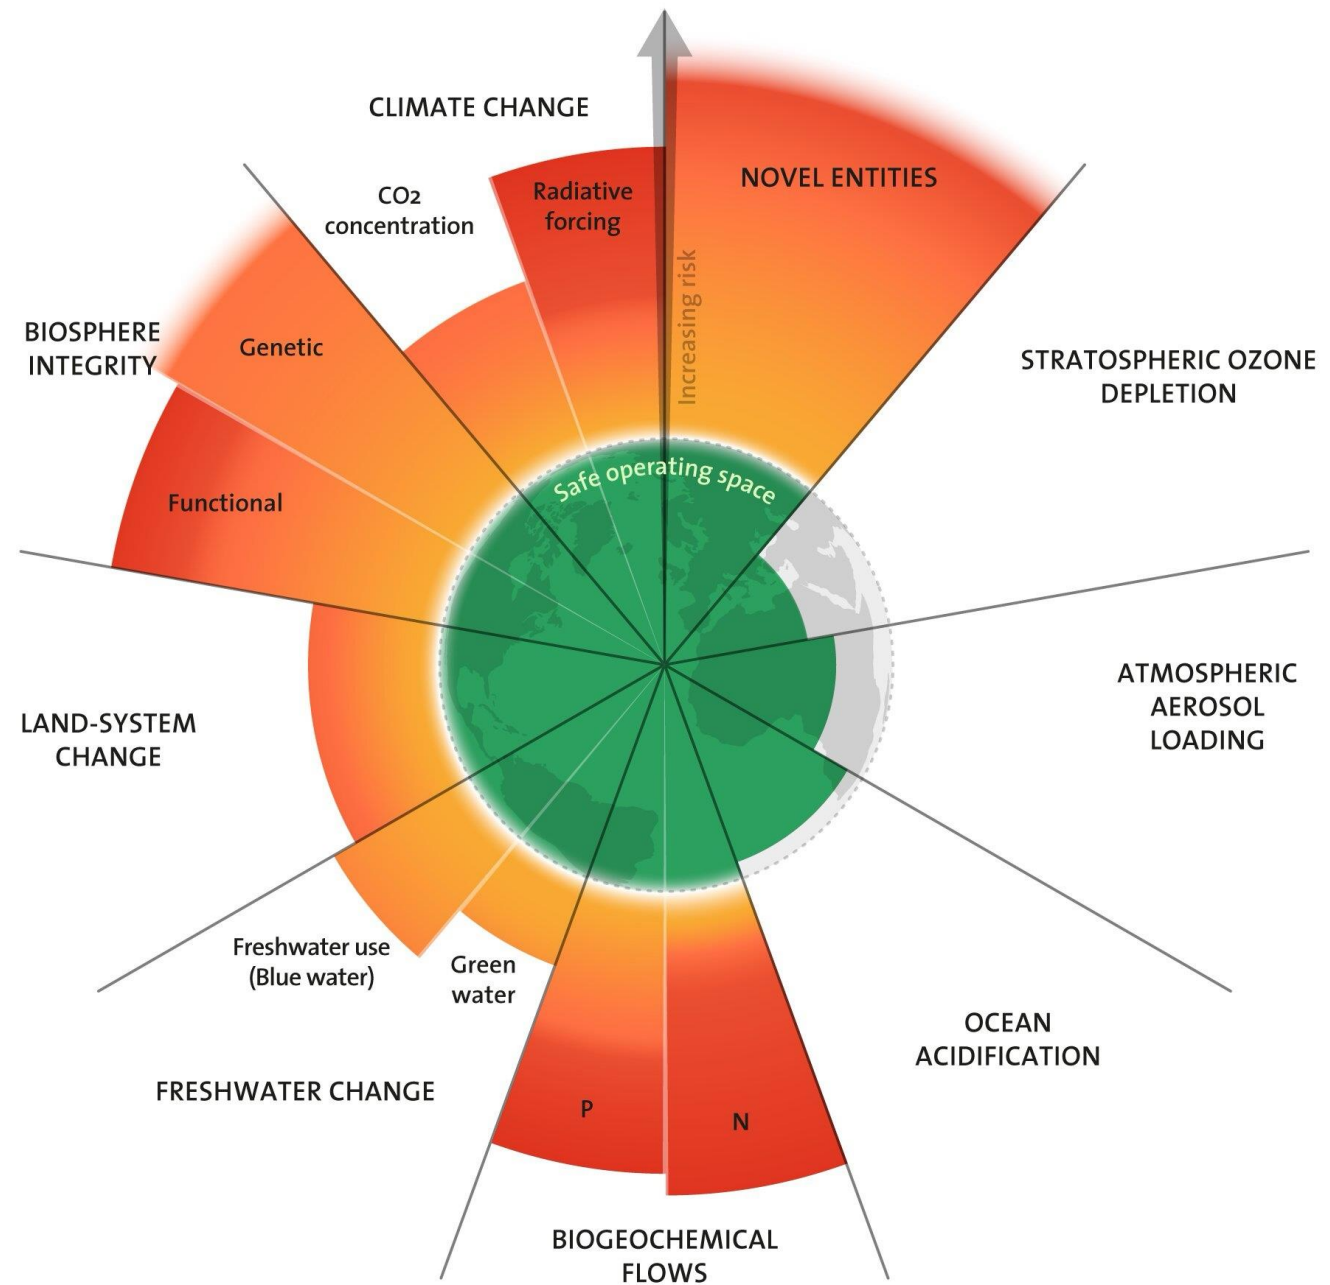 CLIMATE CHANGE
CO2
concentration
Radiative
forcing
Increasing risk
NOVEL ENTITIES
STRATOSPHERIC OZONE
DEPLETION
ATMOSPHERIC
AEROSOL
LOADING
OCEAN
ACIDIFICATION
BIOGEOCHEMICAL
FLOWS
P
N
FRESHWATER CHANGE
Freshwater use
(Blue water)
Green
water
LAND-SYSTEM
CHANGE
BIOSPHERE
INTEGRITY
Genetic
Functional
Safe operating space